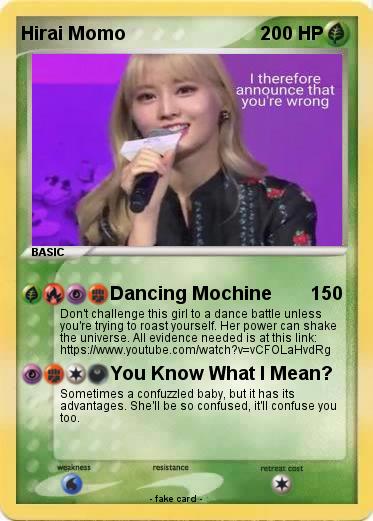 Hirai Momo 200 HP
I therefore
announce that
you're wrong
BASIC
Dancing Mochine 150
Don't challenge this girl to a dance battle unless
you're trying to roast yourself. Her power can shake
the universe. All evidence needed is at this link:
https://www.youtube.com/watch?v=vCFOLaHvdRg
You Know What I Mean?
Sometimes a confuzzled baby, but it has its
advantages. She'll be so confused, it'll confuse you
too.
weakness resistance retreat cost
- fake card -